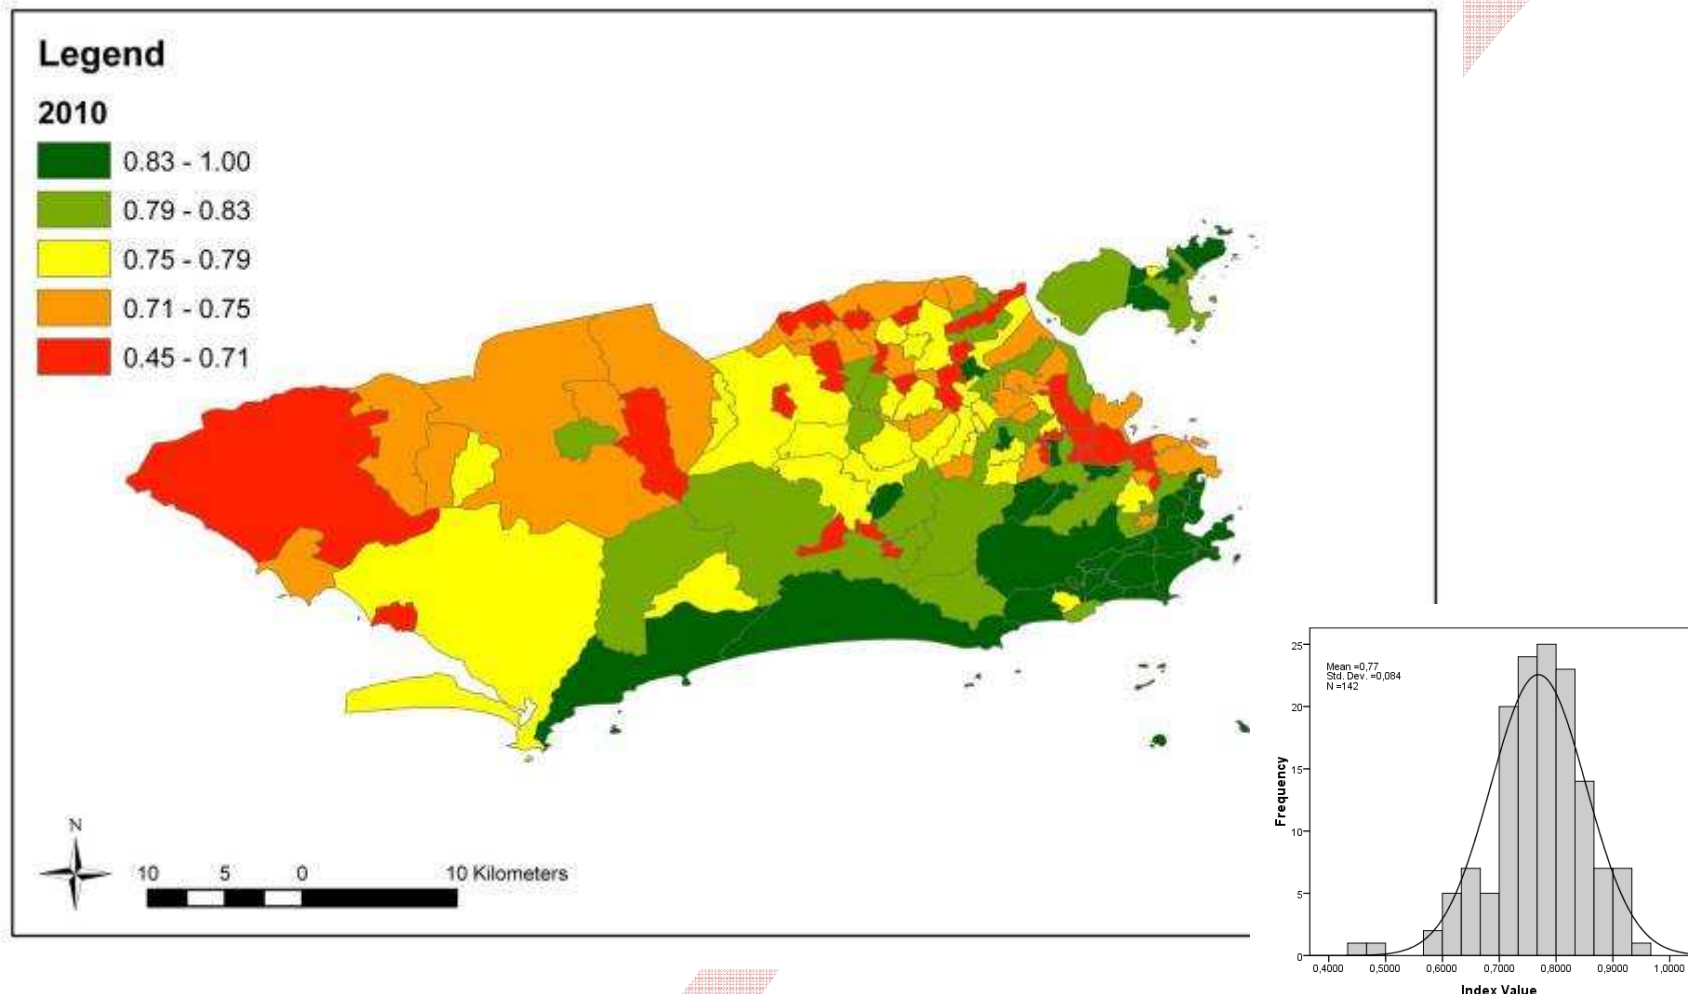 Legend
2010
0.83 - 1.00
0.79 - 0.83
0.75 - 0.79
0.71 - 0.75
0.45 - 0.71
N
10 5 0 10 Kilometers
Mean =0,77
Std. Dev. =0,084
N =142
Frequency
25
20
15
10
5
0
0,4000 0,5000 0,6000 0,7000 0,8000 0,9000 1,0000
Index Value